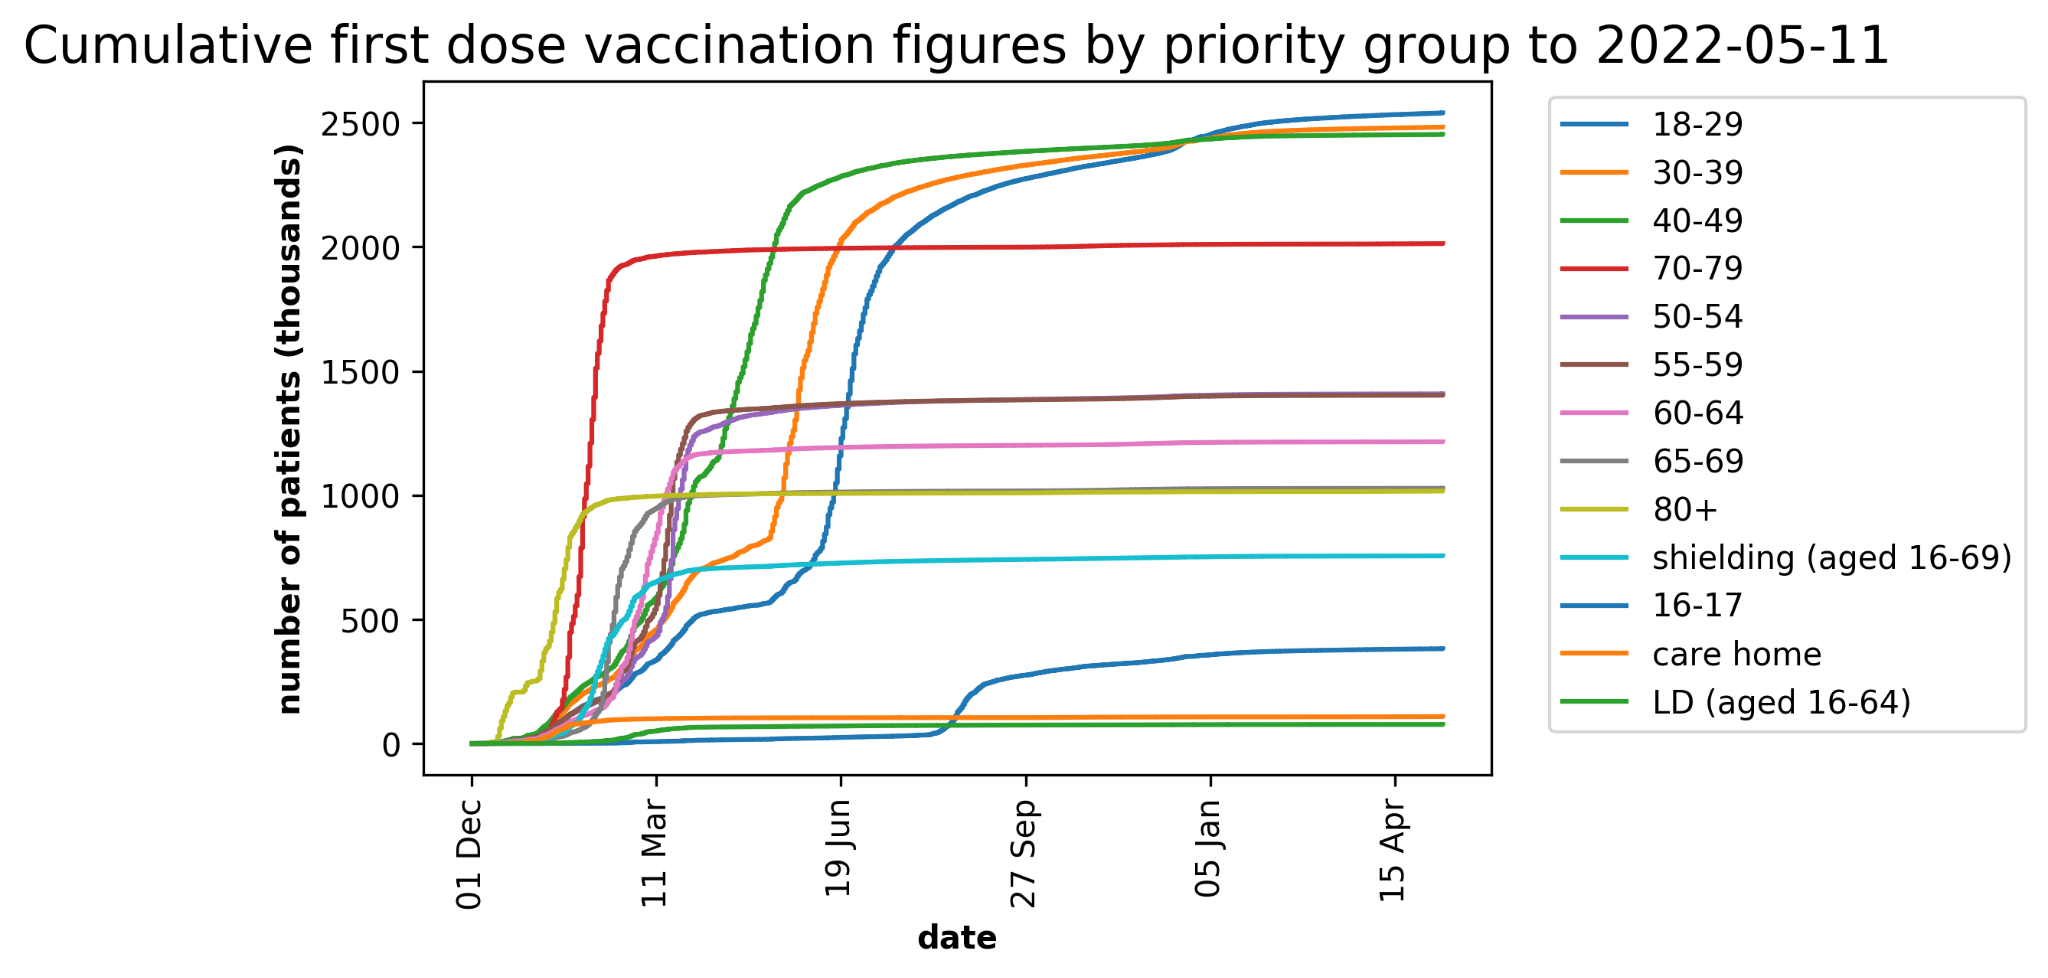 Cumulative first dose vaccination figures by priority group to 2022-05-11
number of patients (thousands)
2500
2000
1500
1000
500
0
01 Dec
11 Mar
19 Jun
27 Sep
05 Jan
15 Apr
date
18-29
30-39
40-49
70-79
50-54
55-59
60-64
65-69
80+
shielding (aged 16-69)
16-17
care home
LD (aged 16-64)